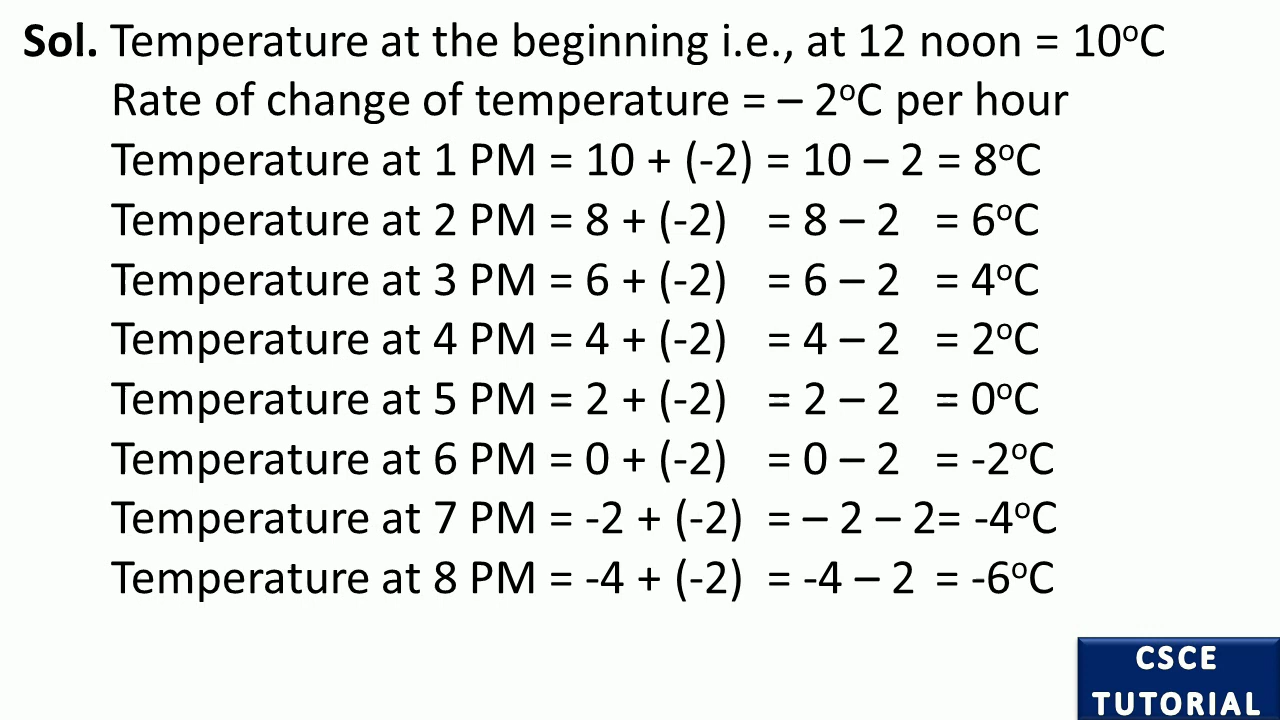 Sol. Temperature at the beginning i.e., at 12 noon = 10ºC
Rate of change of temperature = – 2ºC per hour
Temperature at 1 PM = 10 + (-2) = 10 – 2 = 8ºC
Temperature at 2 PM = 8 + (-2) = 8 – 2 = 6ºC
Temperature at 3 PM = 6 + (-2) = 6 – 2 = 4ºC
Temperature at 4 PM = 4 + (-2) = 4 – 2 = 2ºC
Temperature at 5 PM = 2 + (-2) = 2 – 2 = 0ºC
Temperature at 6 PM = 0 + (-2) = 0 – 2 = -2ºC
Temperature at 7 PM = -2 + (-2) = – 2 – 2= -4ºC
Temperature at 8 PM = -4 + (-2) = -4 – 2 = -6ºC
CSCE
TUTORIAL